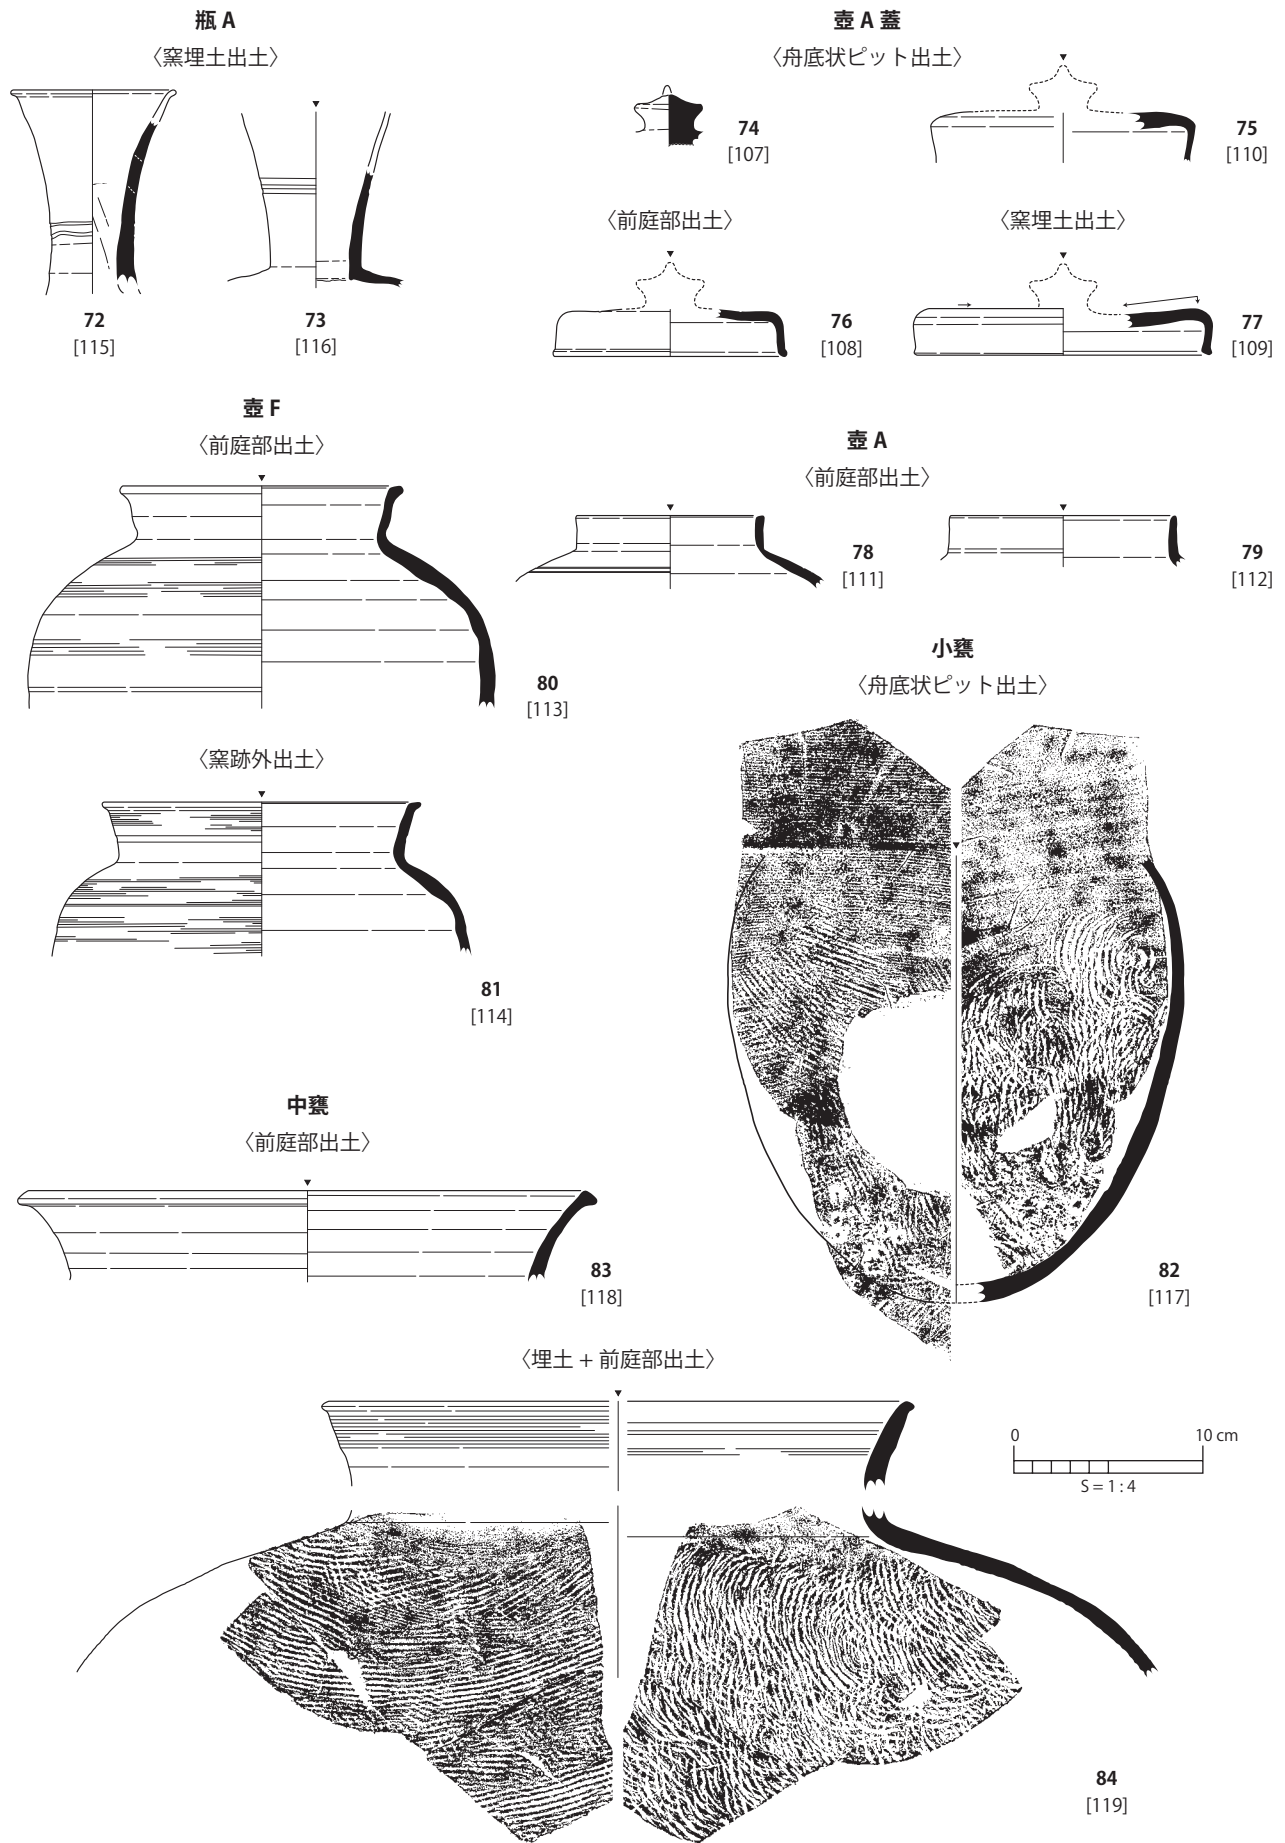 瓶 A
〈窯埋土出土〉
72
[115]
73
[116]
壺 A 蓋
〈舟底状ピット出土〉
74
[107]
75
[110]
〈前庭部出土〉
76
[108]
〈窯埋土出土〉
77
[109]
壺 F
〈前庭部出土〉
80
[113]
〈窯跡外出土〉
81
[114]
壺 A
〈前庭部出土〉
78
[111]
79
[112]
小甕
〈舟底状ピット出土〉
82
[117]
中甕
〈前庭部出土〉
83
[118]
〈埋土 + 前庭部出土〉
84
[119]
0 10 cm
S = 1 : 4